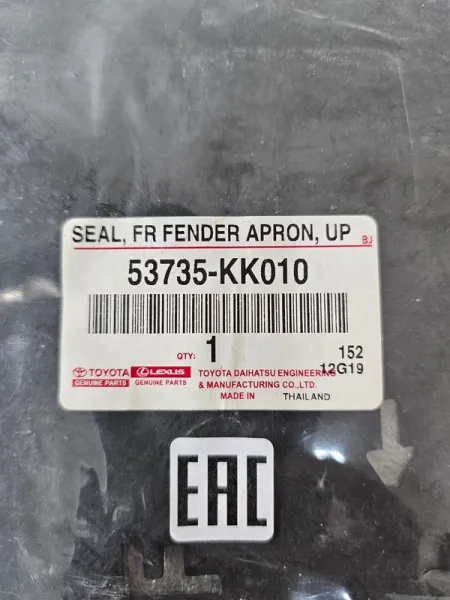 SEAL, FR FENDER APRON, UP
BJ
53735-KK010
QTY: 1
152
12G19
TOYOTA
GENUINE PARTS
LEXUS
GENUINE PARTS
TOYOTA DAIHATSU ENGINEERING
& MANUFACTURING CO.,LTD.
MADE IN THAILAND
EAC